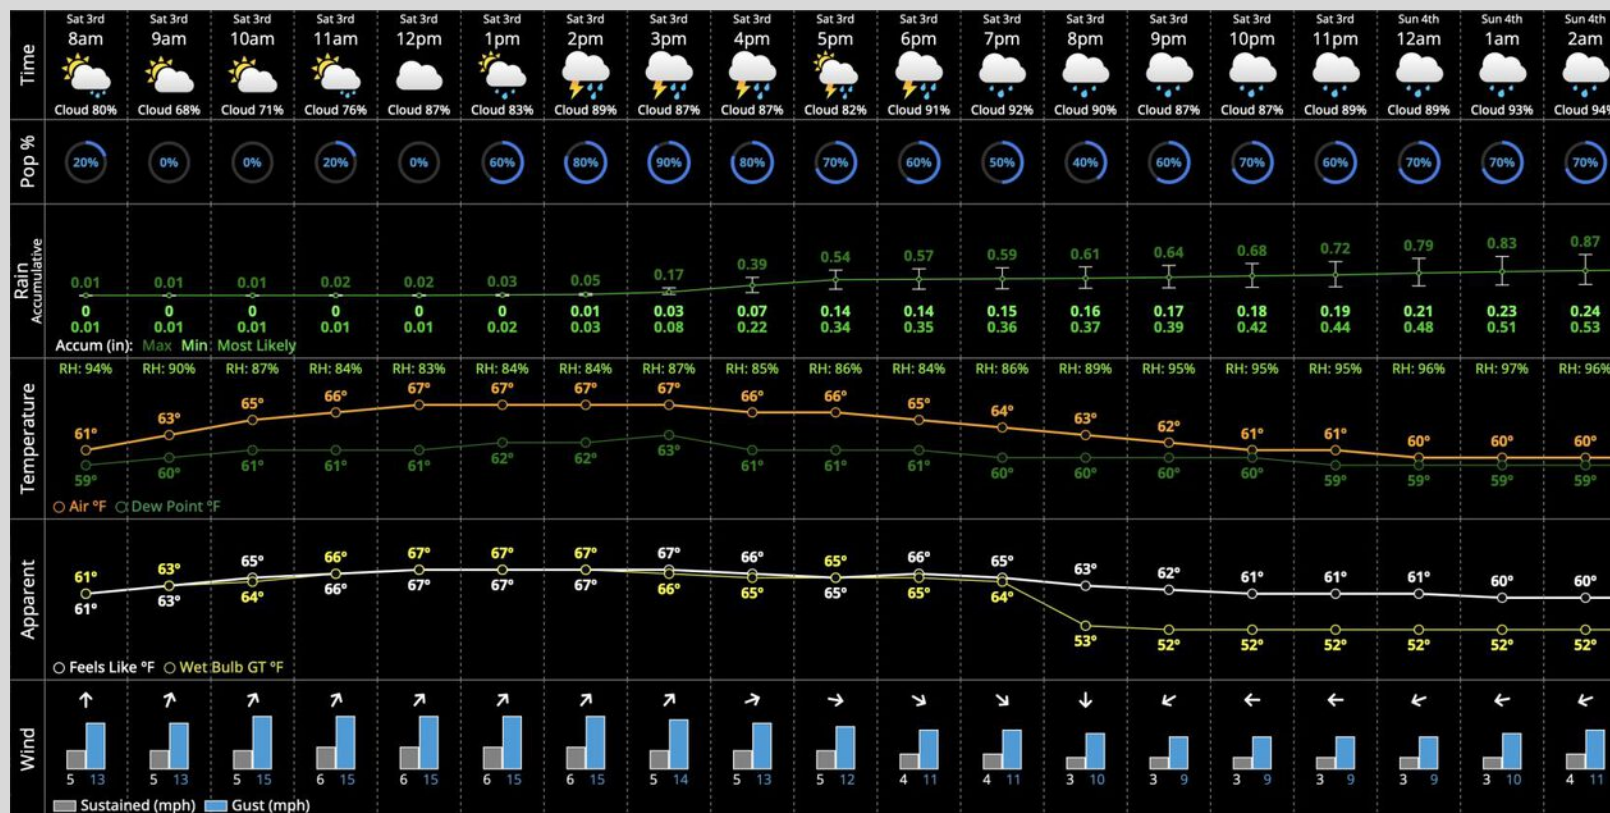 Time
Sat 3rd Sat 3rd Sat 3rd Sat 3rd Sat 3rd Sat 3rd Sat 3rd Sat 3rd Sat 3rd Sat 3rd Sat 3rd Sat 3rd Sat 3rd Sat 3rd Sat 3rd Sat 3rd Sun 4th Sun 4th Sun 4th
8am 9am 10am 11am 12pm 1pm 2pm 3pm 4pm 5pm 6pm 7pm 8pm 9pm 10pm 11pm 12am 1am 2am
Cloud 80% Cloud 68% Cloud 71% Cloud 76% Cloud 87% Cloud 83% Cloud 89% Cloud 87% Cloud 87% Cloud 82% Cloud 91% Cloud 92% Cloud 90% Cloud 87% Cloud 87% Cloud 89% Cloud 89% Cloud 93% Cloud 94%
Pop %
20% 0% 0% 20% 0% 60% 80% 90% 80% 70% 60% 50% 40% 60% 70% 60% 70% 70% 70%
Rain
Accumulative
0.01 0.01 0.01 0.02 0.02 0.03 0.05 0.17 0.39 0.54 0.57 0.59 0.61 0.64 0.68 0.72 0.79 0.83 0.87
0 0 0 0 0 0 0.01 0.03 0.07 0.14 0.14 0.15 0.16 0.17 0.18 0.19 0.21 0.23 0.24
0.01 0.01 0.01 0.01 0.01 0.02 0.03 0.08 0.22 0.34 0.35 0.36 0.37 0.39 0.42 0.44 0.48 0.51 0.53
Accum (in): Max Min Most Likely
Temperature
RH: 94% RH: 90% RH: 87% RH: 84% RH: 83% RH: 84% RH: 84% RH: 87% RH: 85% RH: 86% RH: 84% RH: 86% RH: 89% RH: 95% RH: 95% RH: 95% RH: 96% RH: 97% RH: 96%
61° 63° 65° 66° 67° 67° 67° 67° 66° 66° 65° 64° 63° 62° 61° 61° 60° 60° 60°
59° 60° 61° 61° 61° 62° 62° 63° 61° 61° 61° 60° 60° 60° 60° 59° 59° 59° 59°
Air °F Dew Point °F
Apparent
61° 63° 65° 66° 67° 67° 67° 67° 66° 65° 66° 65° 63° 62° 61° 61° 61° 60° 60°
61° 63° 64° 66° 67° 67° 67° 66° 65° 65° 65° 64° 53° 52° 52° 52° 52° 52° 52°
Feels Like °F Wet Bulb GT °F
Wind
5 13 5 13 5 15 6 15 6 15 6 15 6 15 5 14 5 13 5 12 4 11 4 11 3 10 3 9 3 9 3 9 3 9 3 10 4 11
Sustained (mph) Gust (mph)